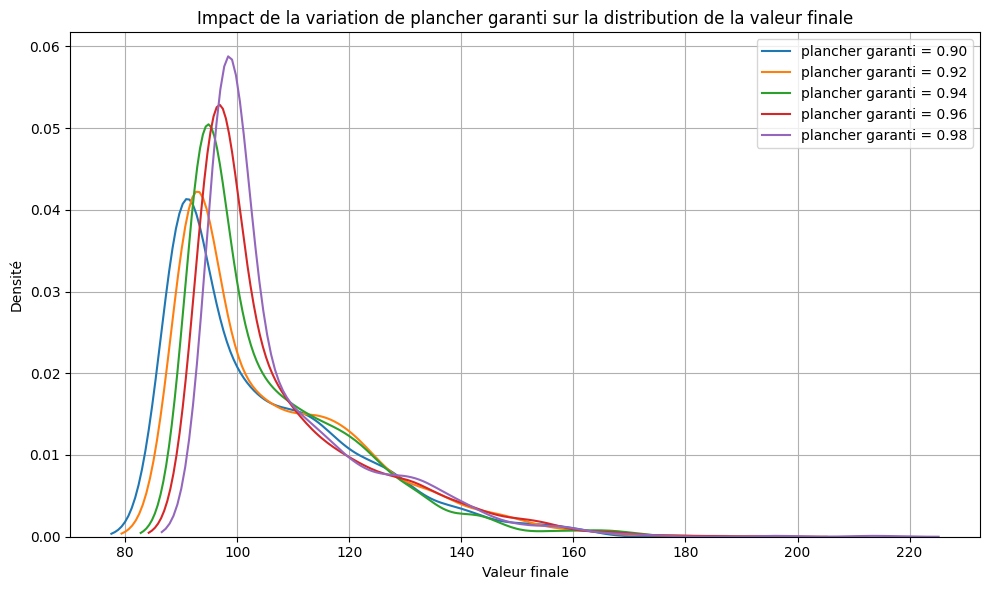 Impact de la variation de plancher garanti sur la distribution de la valeur finale
plancher garanti = 0.90
plancher garanti = 0.92
plancher garanti = 0.94
plancher garanti = 0.96
plancher garanti = 0.98
Densité
0.06
0.05
0.04
0.03
0.02
0.01
0.00
80 100 120 140 160 180 200 220
Valeur finale